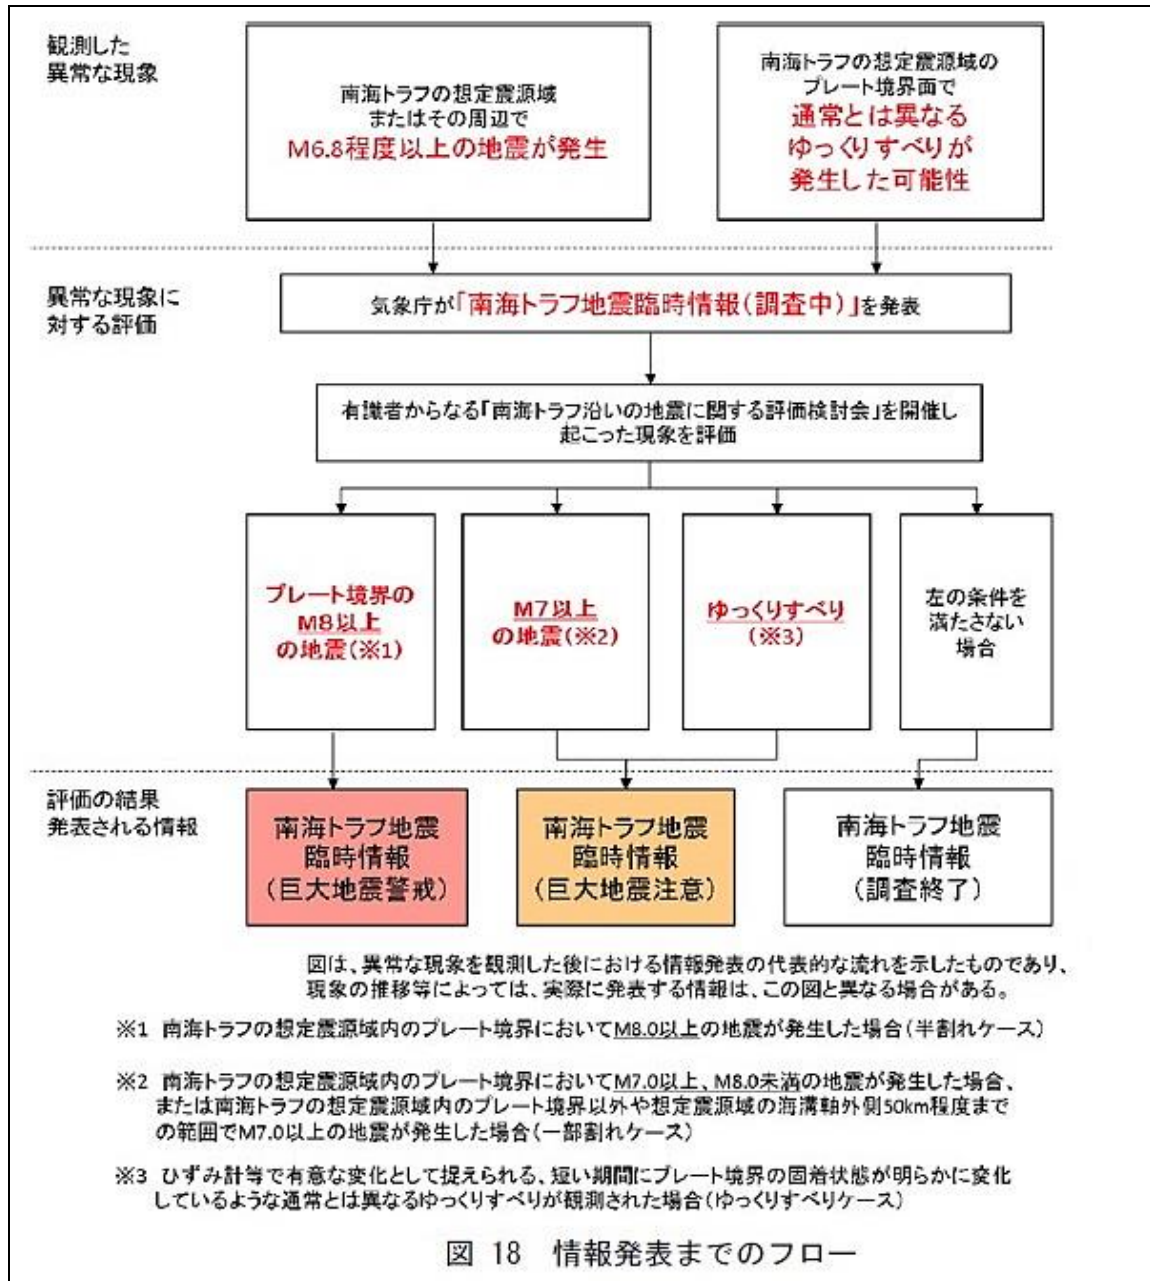 観測した
異常な現象
南海トラフの想定震源域
またはその周辺で
M6.8程度以上の地震が発生
南海トラフの想定震源域の
プレート境界面で
通常とは異なる
ゆっくりすべりが
発生した可能性
異常な現象に
対する評価
気象庁が「南海トラフ地震臨時情報(調査中)」を発表
有識者からなる「南海トラフ沿いの地震に関する評価検討会」を開催し
起こった現象を評価
プレート境界の
M8以上
の地震(※1)
M7以上
の地震(※2)
ゆっくりすべり
(※3)
左の条件を
満たさない
場合
評価の結果
発表される情報
南海トラフ地震
臨時情報
(巨大地震警戒)
南海トラフ地震
臨時情報
(巨大地震注意)
南海トラフ地震
臨時情報
(調査終了)
図は、異常な現象を観測した後における情報発表の代表的な流れを示したものであり、
現象の推移等によっては、実際に発表する情報は、この図と異なる場合がある。
※1 南海トラフの想定震源域内のプレート境界においてM8.0以上の地震が発生した場合(半割れケース)
※2 南海トラフの想定震源域内のプレート境界においてM7.0以上、M8.0未満の地震が発生した場合、
または南海トラフの想定震源域内のプレート境界以外や想定震源域の海溝軸外側50km程度まで
の範囲でM7.0以上の地震が発生した場合(一部割れケース)
※3 ひずみ計等で有意な変化として捉えられる、短い期間にプレート境界の固着状態が明らかに変化
しているような通常とは異なるゆっくりすべりが観測された場合(ゆっくりすべりケース)
図 18 情報発表までのフロー